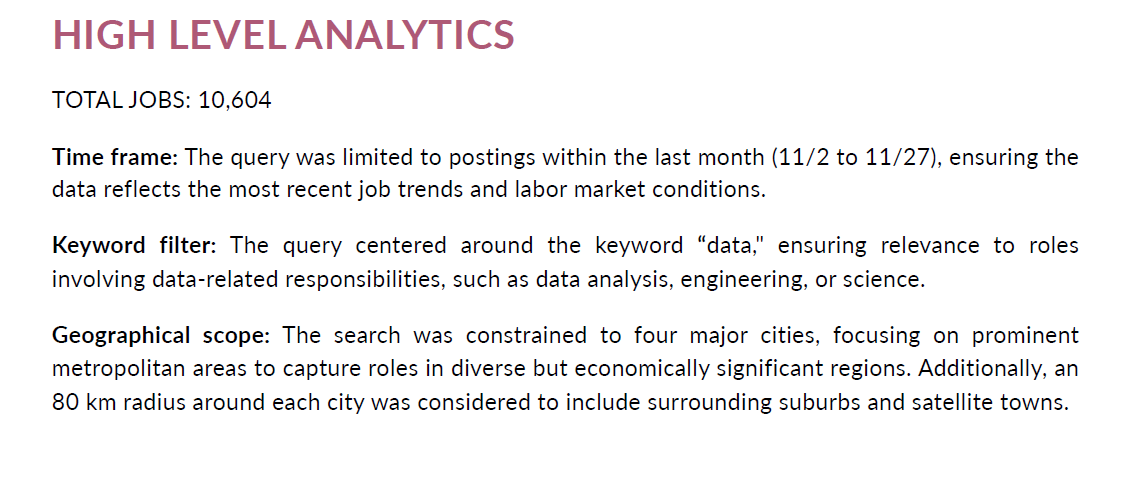 HIGH LEVEL ANALYTICS
TOTAL JOBS: 10,604
Time frame: The query was limited to postings within the last month (11/2 to 11/27), ensuring the
data reflects the most recent job trends and labor market conditions.
Keyword filter: The query centered around the keyword “data," ensuring relevance to roles
involving data-related responsibilities, such as data analysis, engineering, or science.
Geographical scope: The search was constrained to four major cities, focusing on prominent
metropolitan areas to capture roles in diverse but economically significant regions. Additionally, an
80 km radius around each city was considered to include surrounding suburbs and satellite towns.